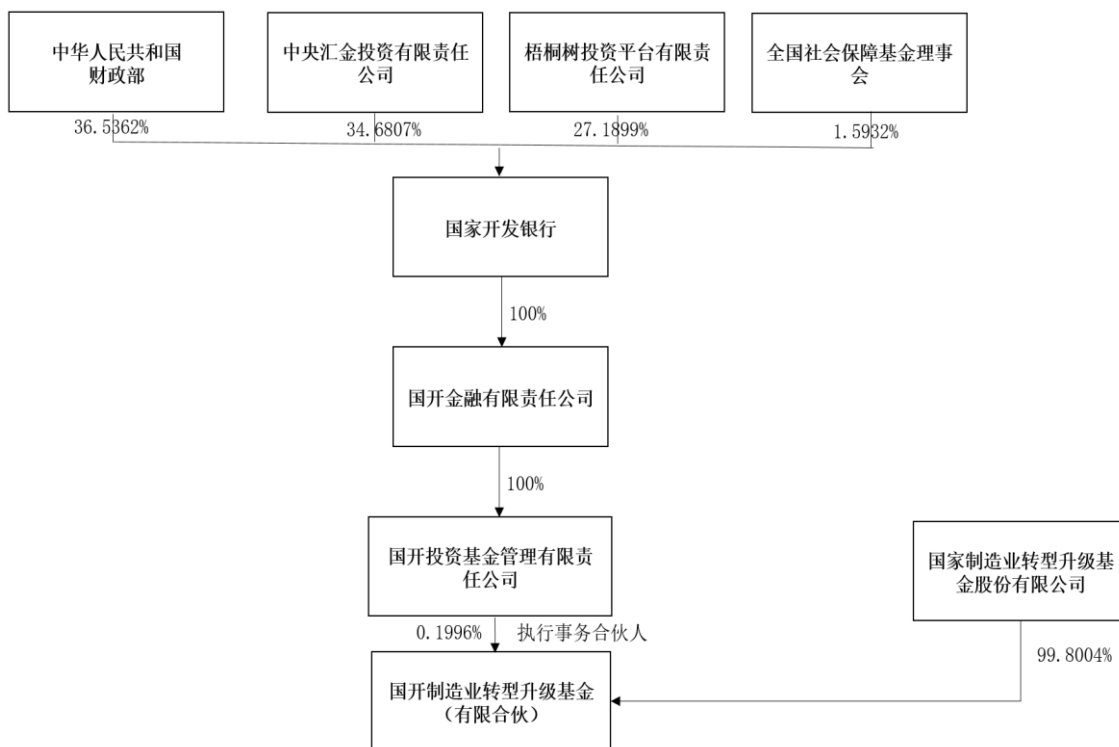 中华人民共和国
财政部
中央汇金投资有限责任
公司
梧桐树投资平台有限责
任公司
全国社会保障基金理事
会
36.5362%
34.6807%
27.1899%
1.5932%
国家开发银行
100%
国开金融有限责任公司
100%
国开投资基金管理有限责
任公司
国家制造业转型升级基
金股份有限公司
0.1996%
执行事务合伙人
99.8004%
国开制造业转型升级基金
（有限合伙）